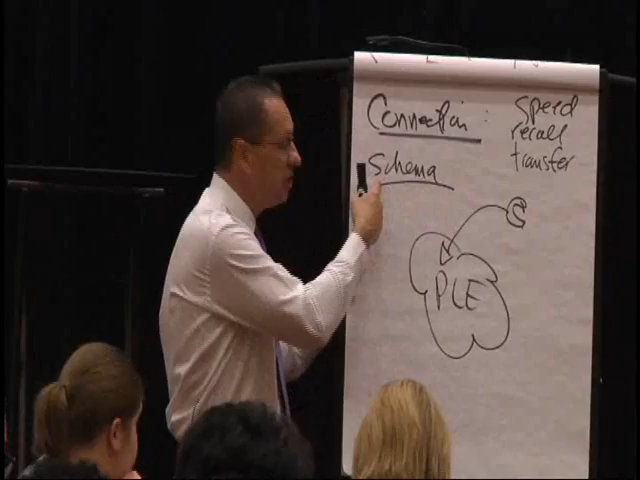 Connection : Speed
recall
Schema transfer
S
PLE